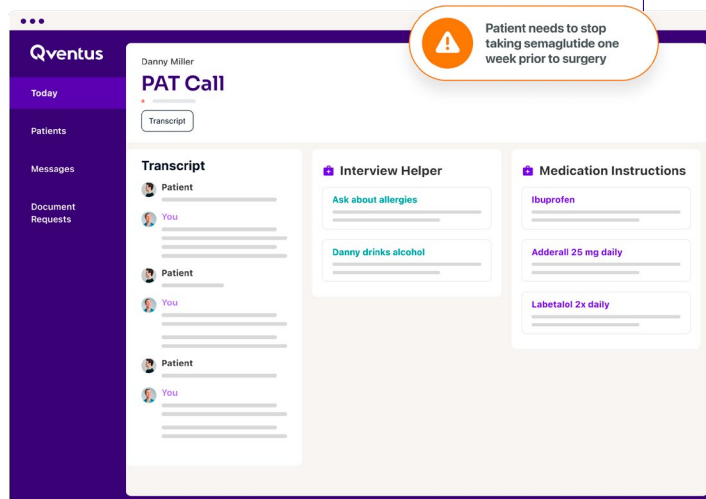 Patient needs to stop
taking semaglutide one
week prior to surgery
Qventus
Today
Patients
Messages
Document
Requests
Danny Miller
PAT Call
Transcript
Transcript
Patient
You
Patient
You
Patient
You
Interview Helper
Ask about allergies
Danny drinks alcohol
Medication Instructions
Ibuprofen
Adderall 25 mg daily
Labetalol 2x daily